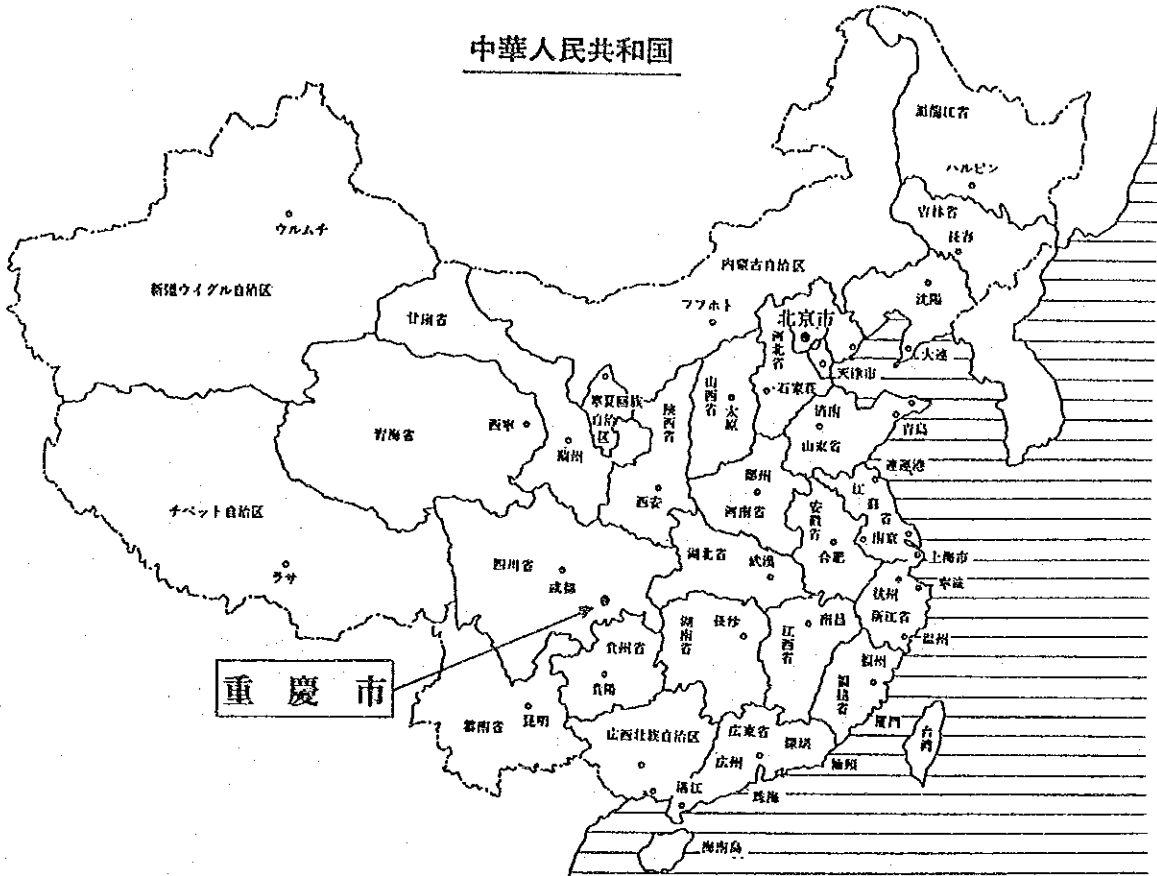 中華人民共和国
黒龍江省
ハルピン
吉林省
長春
ウルムチ
内蒙古自治区
瀋陽
新疆ウイグル自治区
フフホト
北京市
甘粛省
河北省
大連
天津市
山西省
石家荘
太原
寧夏回族
自治
区
陝西省
済南
青島
青海省
西寧
蘭州
山東省
連運港
鄭州
江
蘇
省
西安
河南省
安徽省
チベット自治区
南京
合肥
上海市
湖北省
武漢
四川省
成都
ラサ
杭州
寧波
浙江省
湖南省
長沙
江西省
南昌
温州
貴州省
福州
重慶市
貴陽
福建省
雲南省
昆明
厦門
広西壮族自治区
広東省
深圳
台湾
広州
汕頭
湛江
珠海
海南島